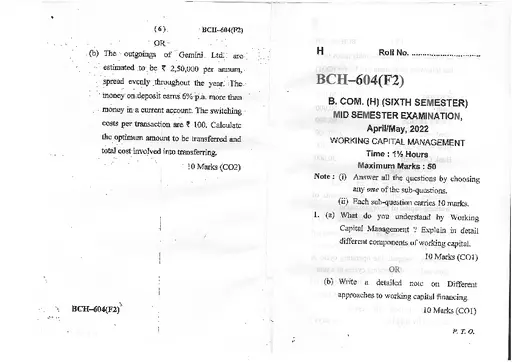 (6) BCH–604(F2)
OR
(b) The outgoings of Gemini Ltd. are
estimated to be ₹ 2,50,000 per annum,
spread evenly throughout the year. The
money on deposit earns 6% p.a. more than
money in a current account. The switching
costs per transaction are ₹ 100. Calculate
the optimum amount to be transferred and
total cost involved into transferring.
10 Marks (CO2)
BCH–604(F2)
H Roll No. ..............................
BCH–604(F2)
B. COM. (H) (SIXTH SEMESTER)
MID SEMESTER EXAMINATION,
April/May, 2022
WORKING CAPITAL MANAGEMENT
Time : 1½ Hours
Maximum Marks : 50
Note : (i) Answer all the questions by choosing
any one of the sub-questions.
(ii) Each sub-question carries 10 marks.
1. (a) What do you understand by Working
Capital Management ? Explain in detail
different components of working capital.
10 Marks (CO1)
OR
(b) Write a detailed note on Different
approaches to working capital financing.
10 Marks (CO1)
P. T. O.